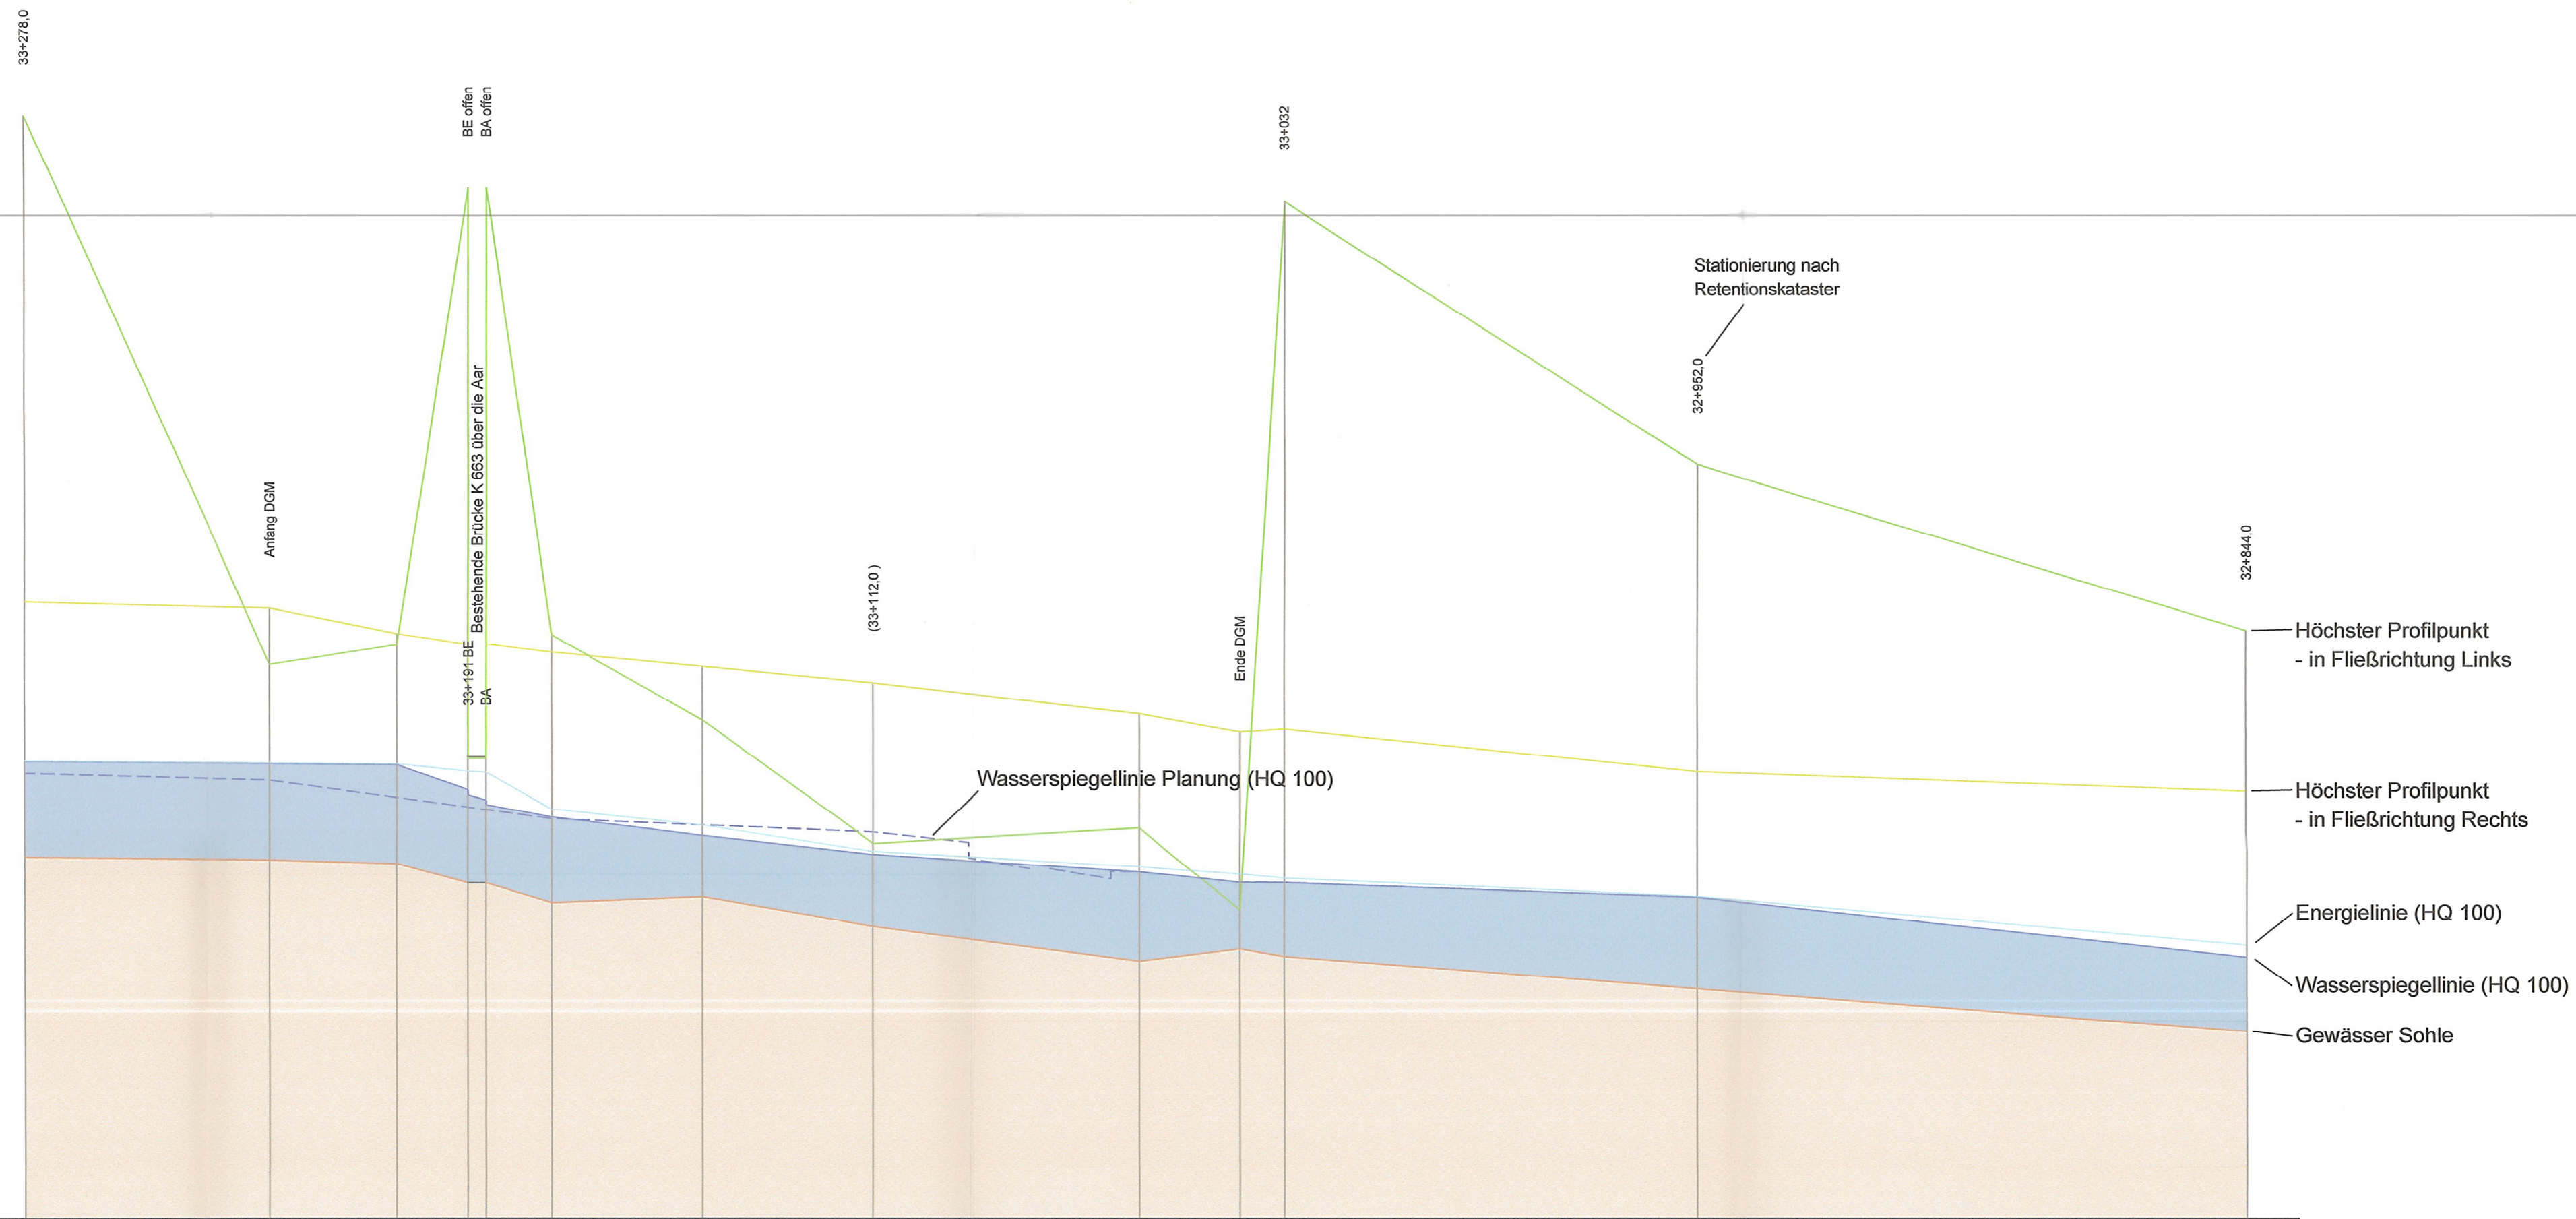 33+278,0
BE offen
BA offen
33+032
Stationierung nach
Retentionskataster
32+952,0
Bestehende Brücke K 663 über die Aar
Anfang DGM
32+844,0
(33+112,0 )
Ende DGM
33+191 BE
BA
Höchster Profilpunkt
- in Fließrichtung Links
Wasserspiegellinie Planung (HQ 100)
Höchster Profilpunkt
- in Fließrichtung Rechts
Energielinie (HQ 100)
Wasserspiegellinie (HQ 100)
Gewässer Sohle